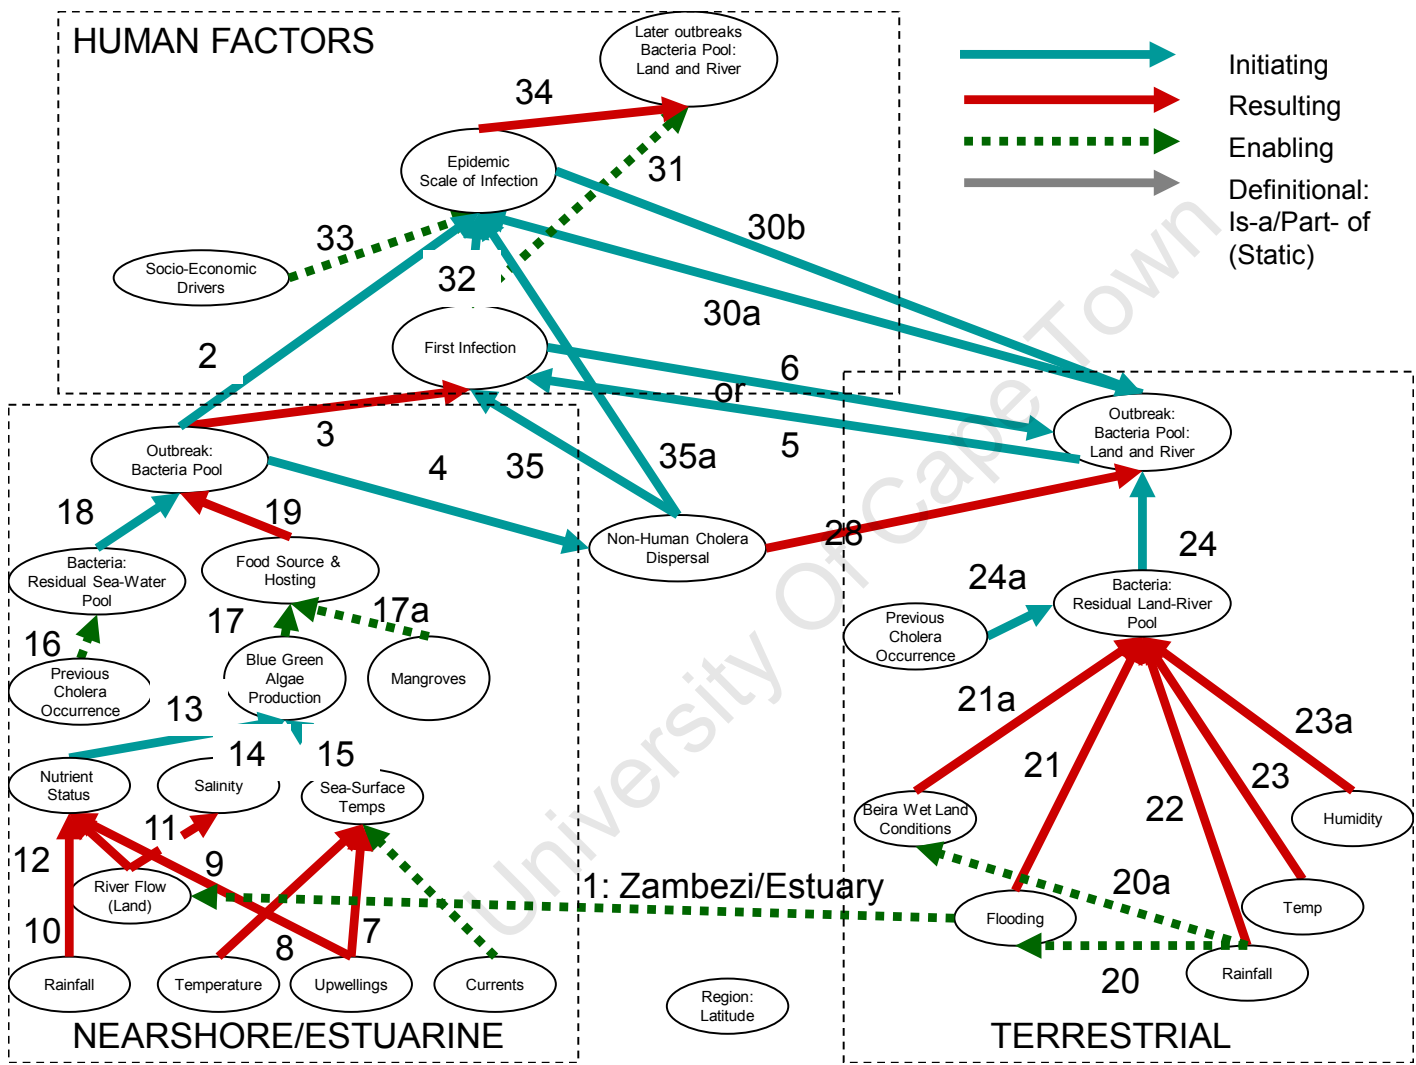 HUMAN FACTORS
Later outbreaks
Bacteria Pool:
Land and River
34
Epidemic
Scale of Infection
31
33
Socio-Economic
Drivers
32
30b
30a
2
First Infection
6
or
5
3
35
35a
4
Initiating
Resulting
Enabling
Definitional:
Is-a/Part- of
(Static)
Outbreak:
Bacteria Pool
18
19
Bacteria:
Residual Sea-Water
Pool
Food Source &
Hosting
Non-Human Cholera
Dispersal
28
16
17
17a
Previous
Cholera
Occurrence
Blue Green
Algae
Production
Mangroves
13
14
15
Nutrient
Status
Salinity
Sea-Surface
Temps
12
11
9
River Flow
(Land)
10
8
7
Rainfall
Temperature
Upwellings
Currents
NEARSHORE/ESTUARINE
1: Zambezi/Estuary
Region:
Latitude
Outbreak:
Bacteria Pool:
Land and River
24
24a
Bacteria:
Residual Land-River
Pool
Previous
Cholera
Occurrence
21a
21
22
23
23a
Beira Wet Land
Conditions
Humidity
20a
Flooding
Temp
20
Rainfall
TERRESTRIAL
University Of Cape Town